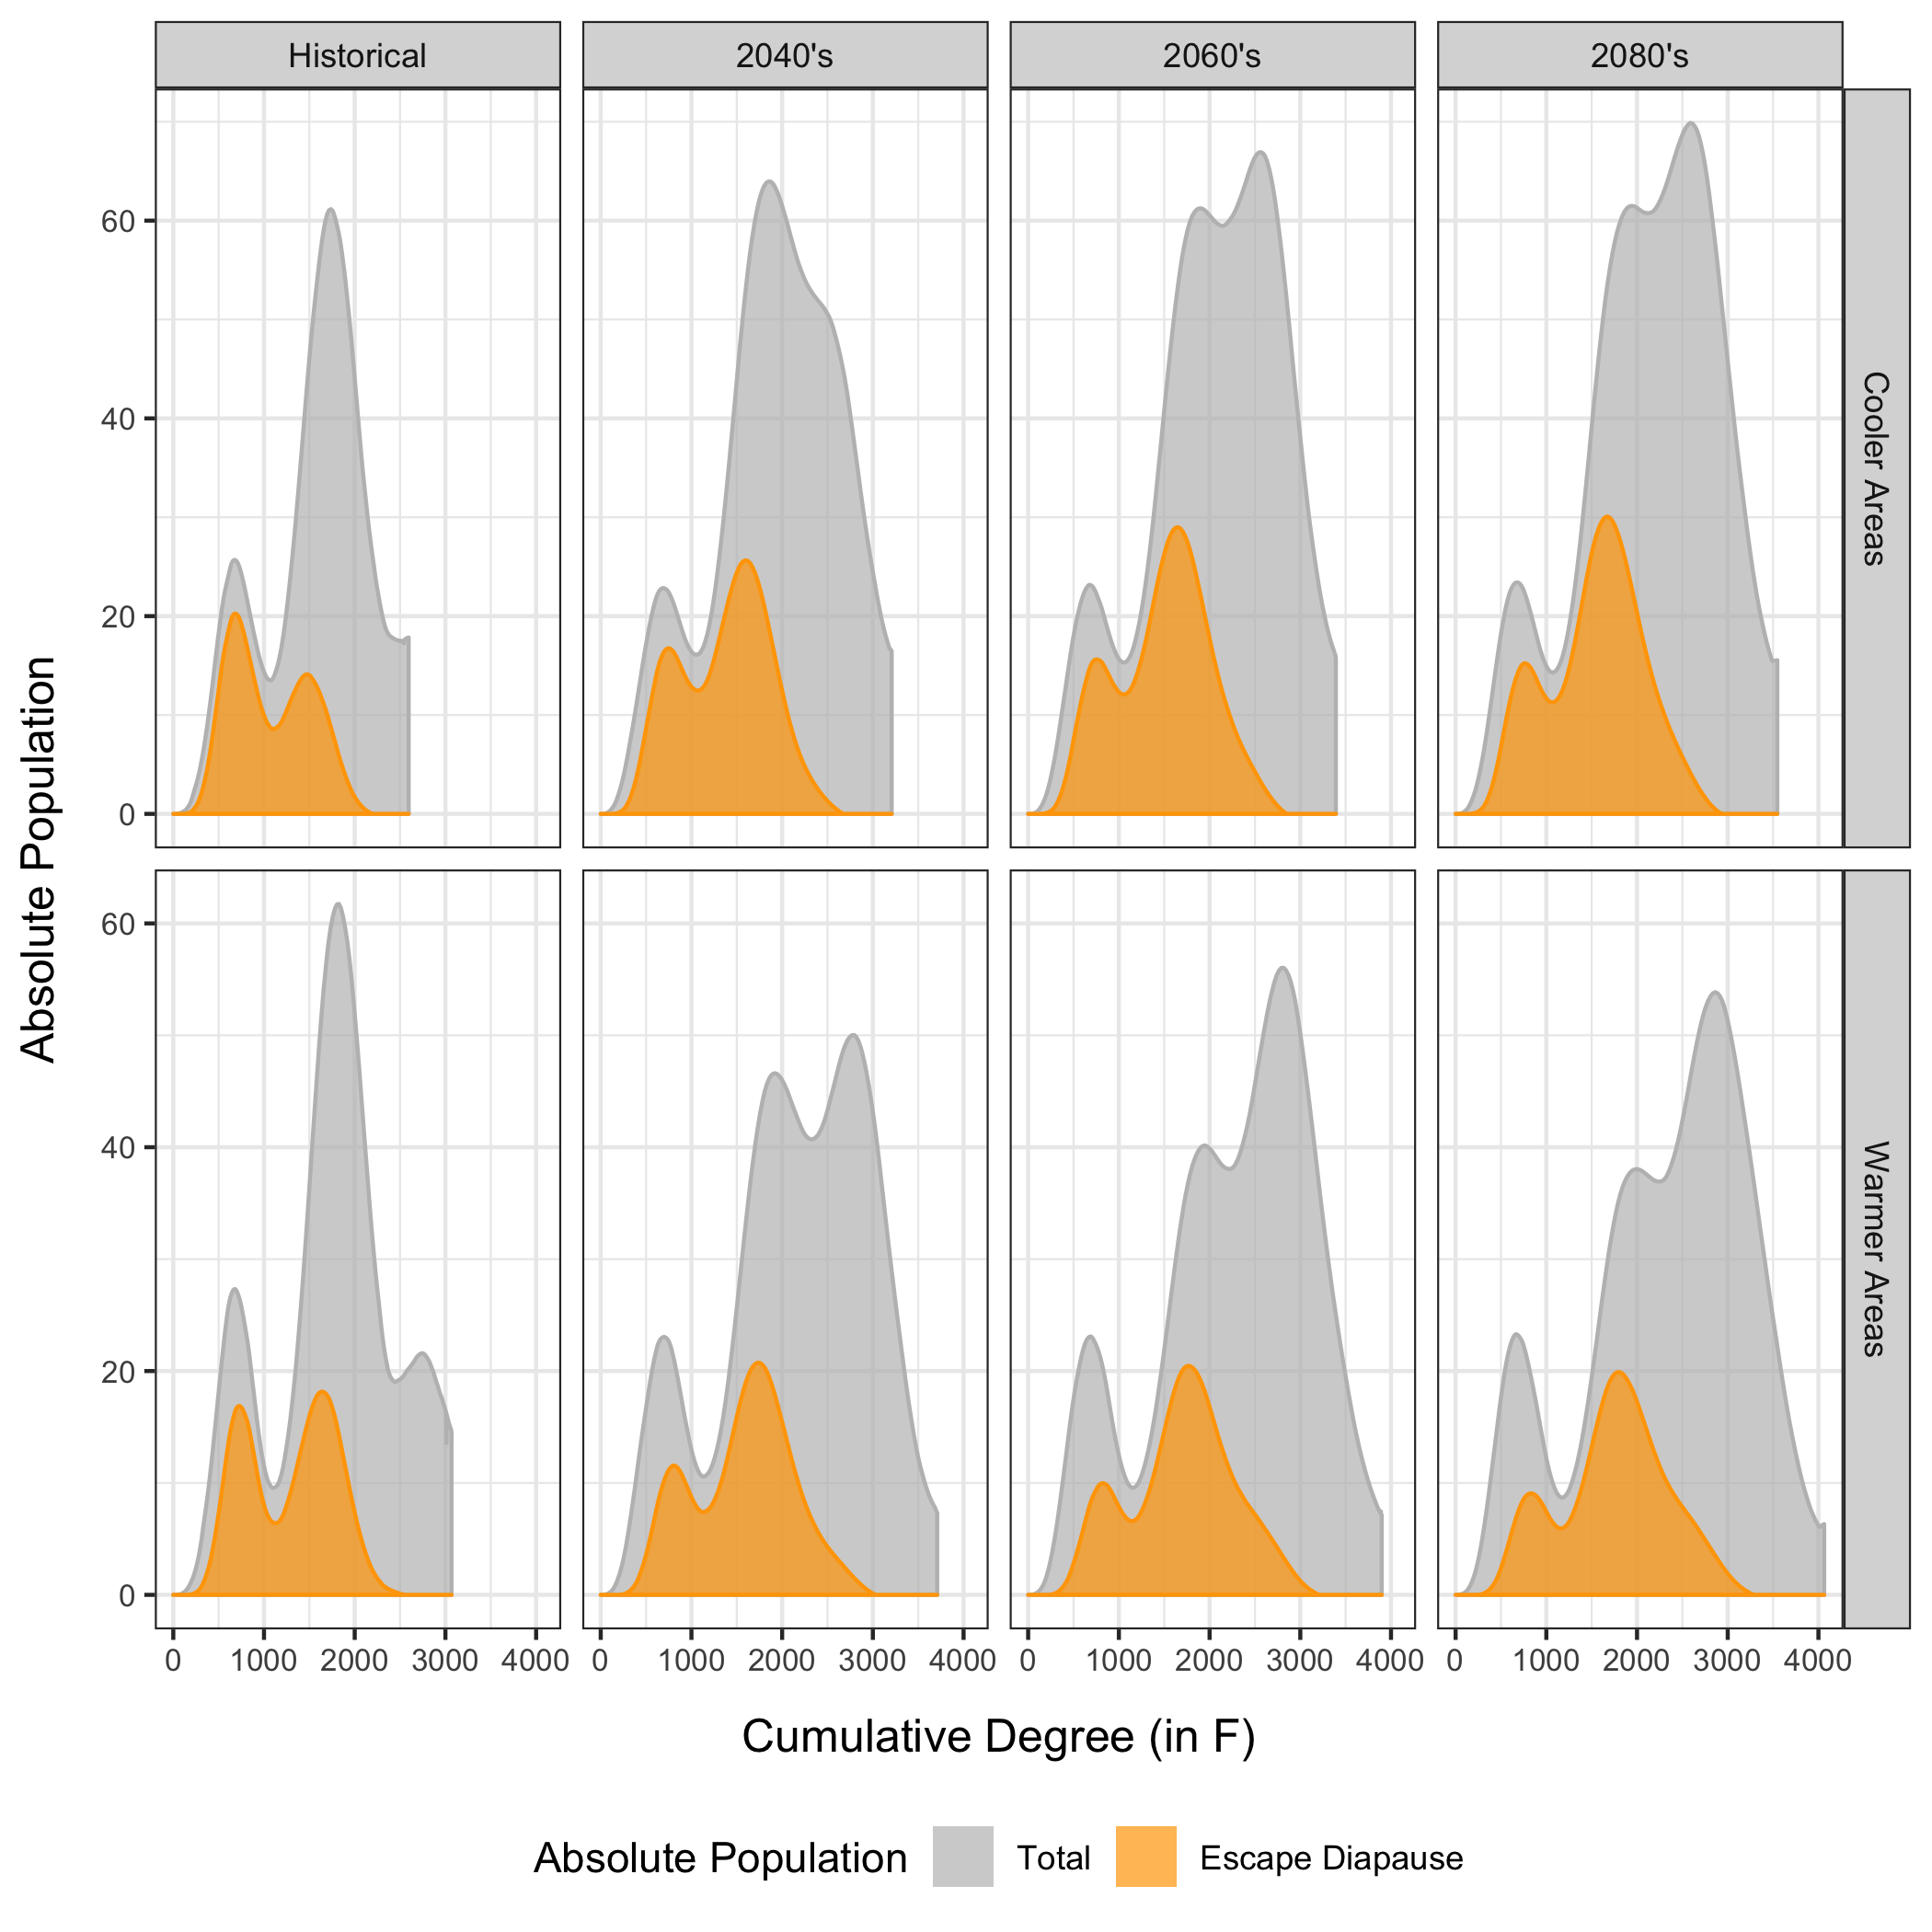 Historical 2040's 2060's 2080's
60
40
20
0
Cooler Areas
60
40
20
0
Warmer Areas
Absolute Population
0 1000 2000 3000 4000 0 1000 2000 3000 4000 0 1000 2000 3000 4000 0 1000 2000 3000 4000
Cumulative Degree (in F)
Absolute Population Total Escape Diapause